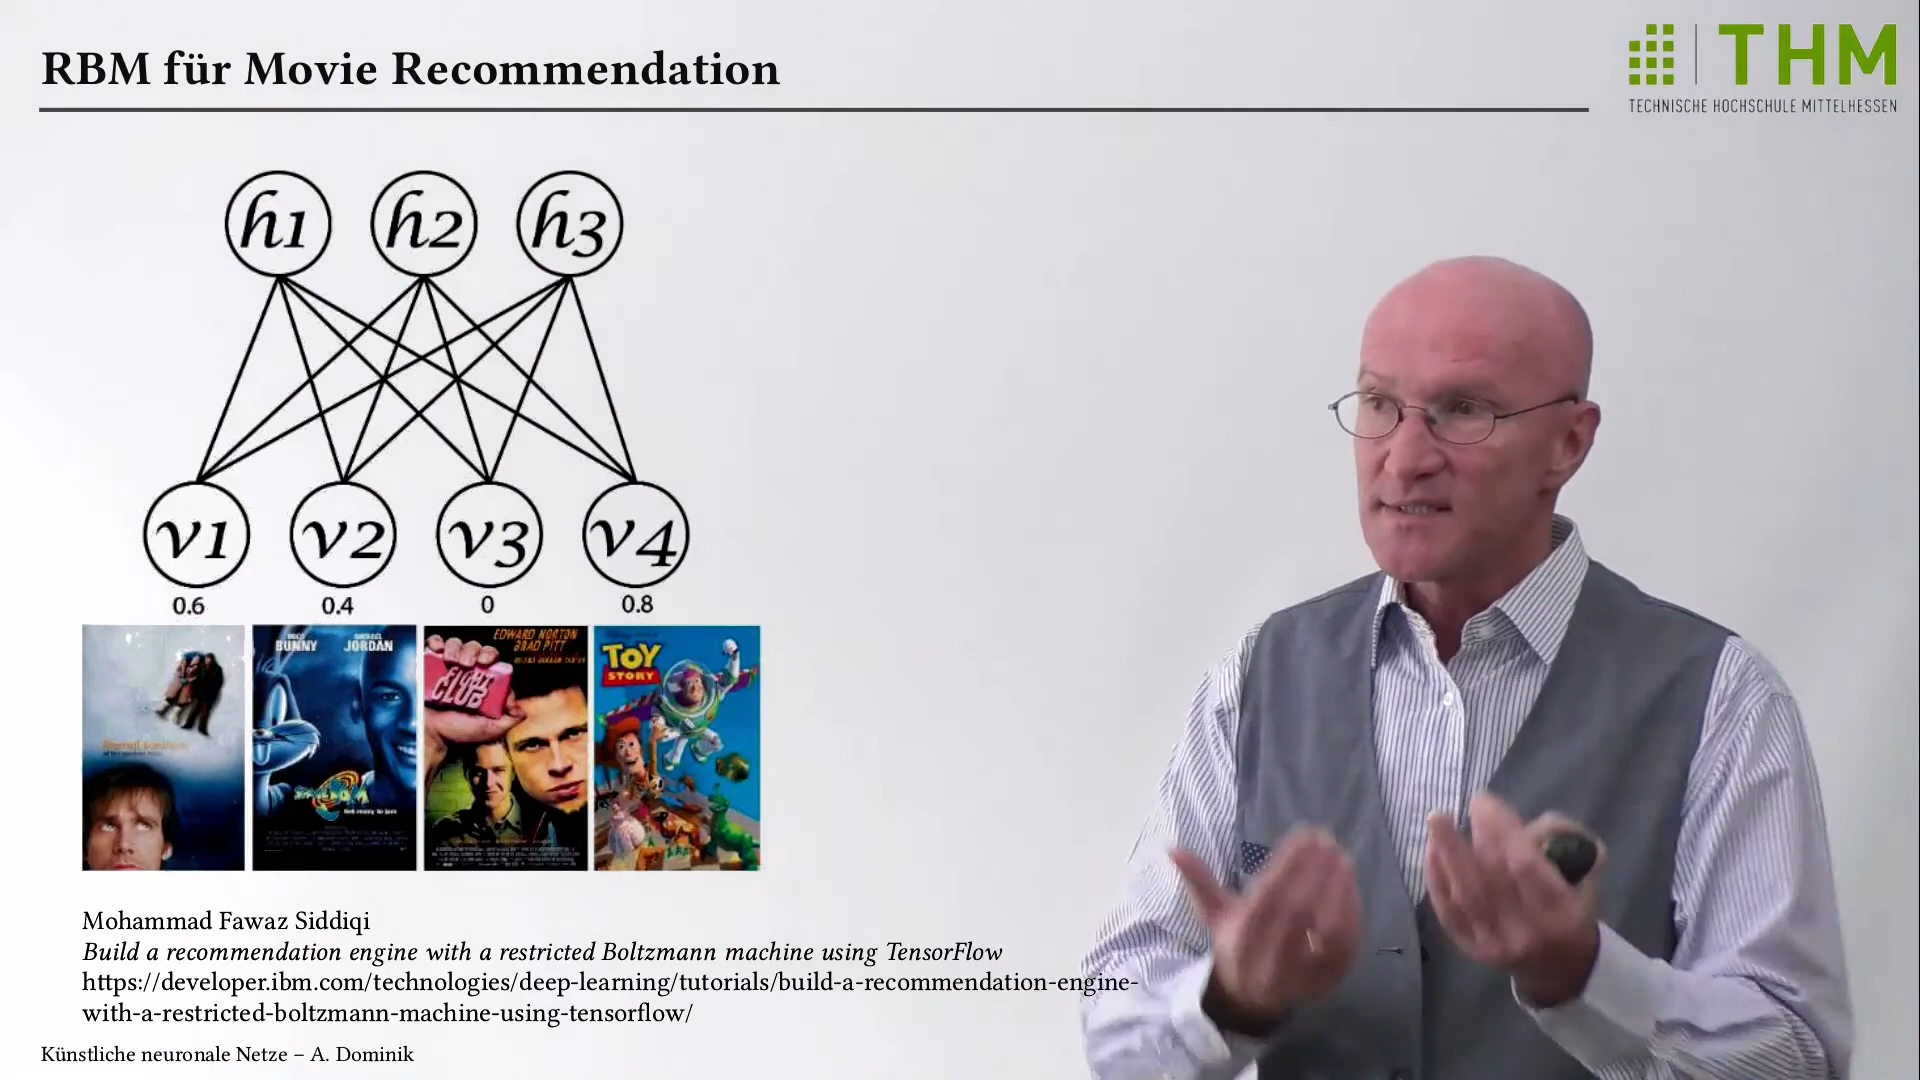 RBM für Movie Recommendation
THM
TECHNISCHE HOCHSCHULE MITTELHESSEN
h1 h2 h3
v1 v2 v3 v4
0.6 0.4 0 0.8
BUNNY
JORDAN
EDWARD NORTON
BRAD PITT
FIGHT
CLUB
TOY
STORY
Mohammad Fawaz Siddiqi
Build a recommendation engine with a restricted Boltzmann machine using TensorFlow
https://developer.ibm.com/technologies/deep-learning/tutorials/build-a-recommendation-engine-
with-a-restricted-boltzmann-machine-using-tensorflow/
Künstliche neuronale Netze – A. Dominik